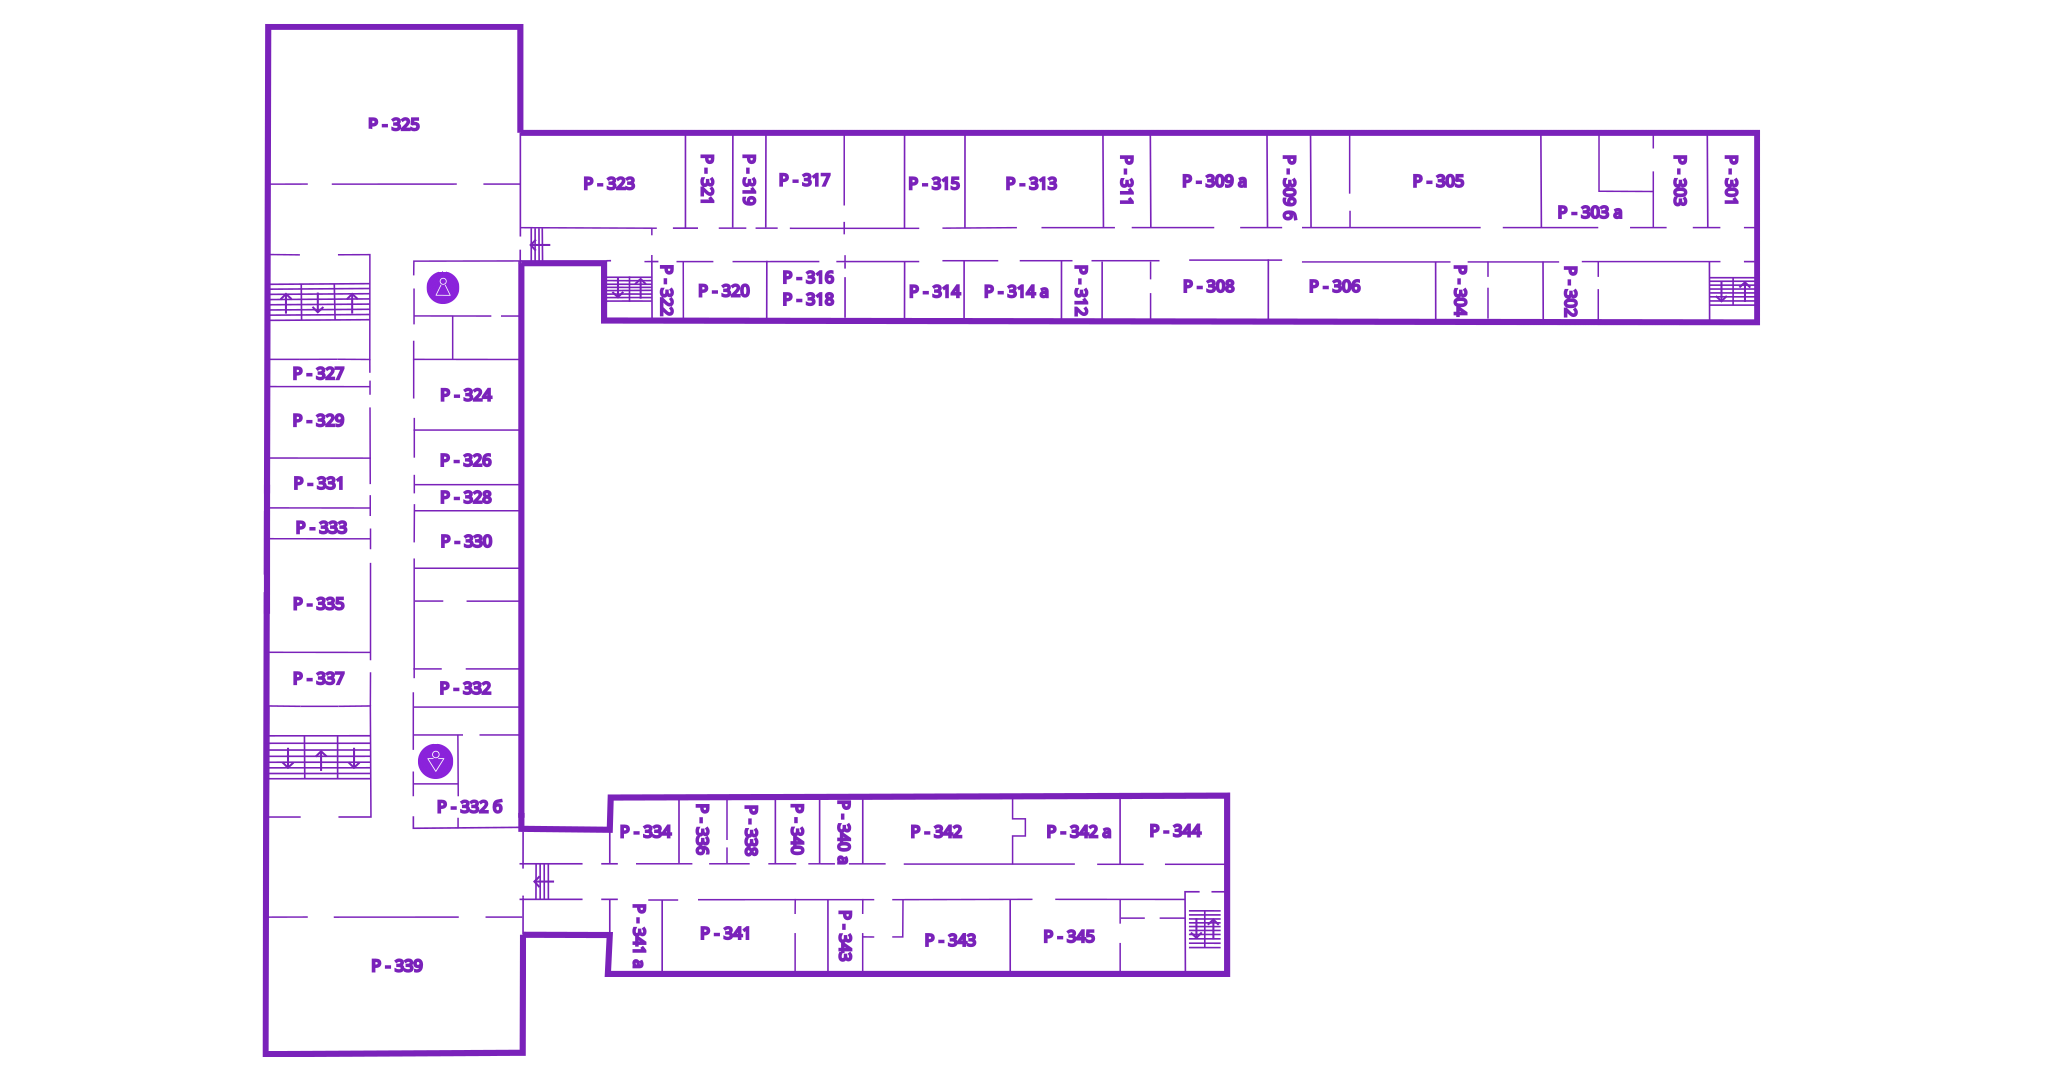 Р - 325
Р - 323
Р - 321
Р - 319
Р - 317
Р - 315
Р - 313
Р - 311
Р - 309 а
Р - 309 б
Р - 305
Р - 303 а
Р - 303
Р - 301
Р - 322
Р - 320
Р - 316
Р - 318
Р - 314
Р - 314 а
Р - 312
Р - 308
Р - 306
Р - 304
Р - 302
Р - 327
Р - 324
Р - 329
Р - 326
Р - 331
Р - 328
Р - 333
Р - 330
Р - 335
Р - 337
Р - 332
Р - 332 б
Р - 334
Р - 336
Р - 338
Р - 340
Р - 340 а
Р - 342
Р - 342 а
Р - 344
Р - 341 а
Р - 341
Р - 343
Р - 343
Р - 345
Р - 339